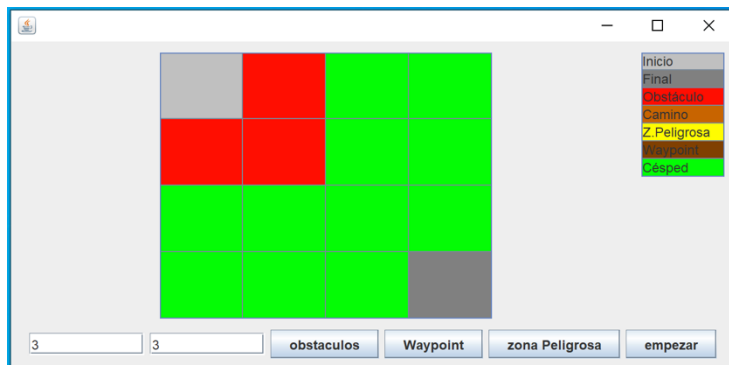 Inicio
Final
Obstáculo
Camino
Z.Peligrosa
Waypoint
Césped
3 3 obstaculos Waypoint zona Peligrosa empezar